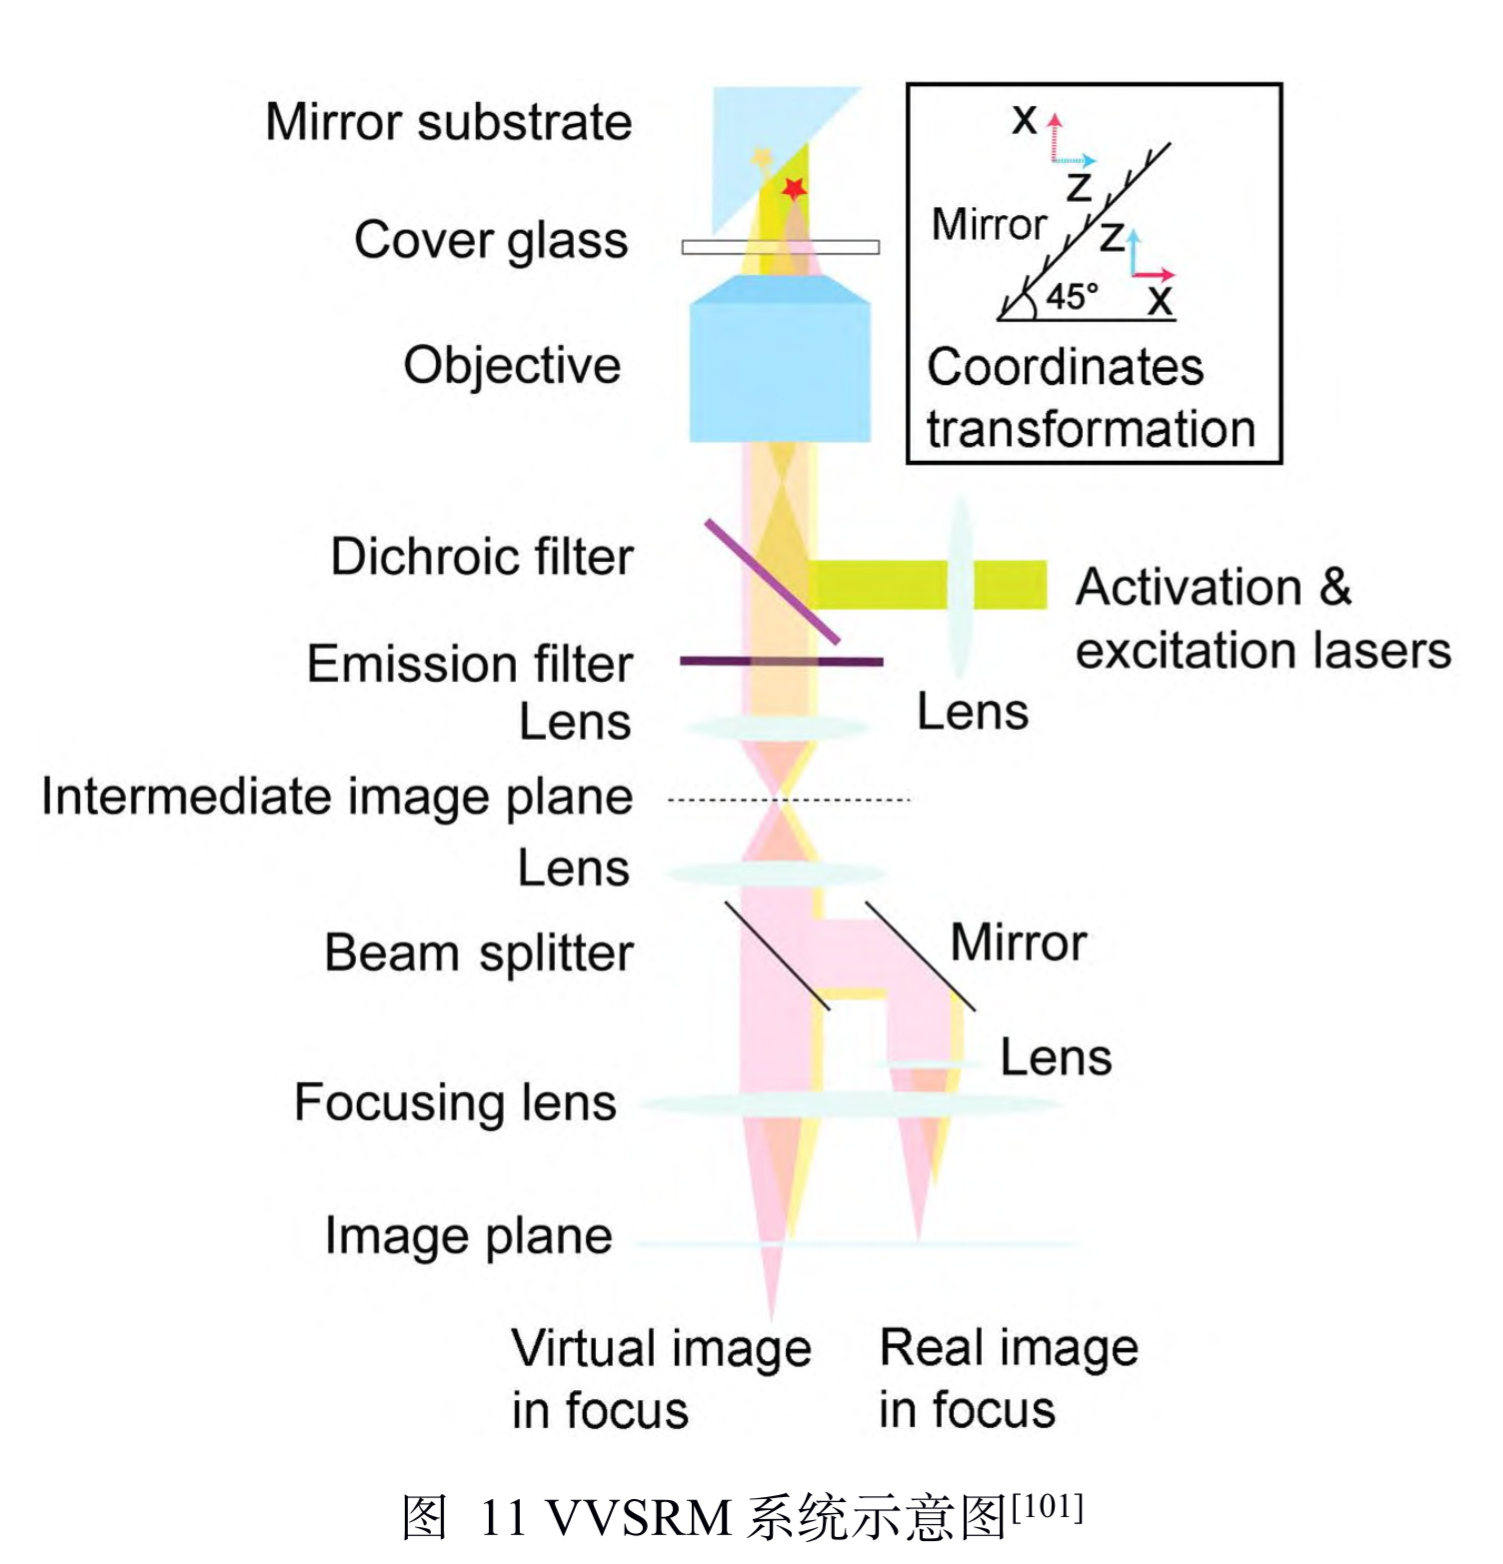 Mirror substrate
Cover glass
Objective
X
Z
Mirror
Z
45°
X
Coordinates
transformation
Dichroic filter
Activation &
excitation lasers
Emission filter
Lens
Lens
Intermediate image plane
Lens
Beam splitter
Mirror
Lens
Focusing lens
Image plane
Virtual image
in focus
Real image
in focus
图 11 VVSRM 系统示意图[101]